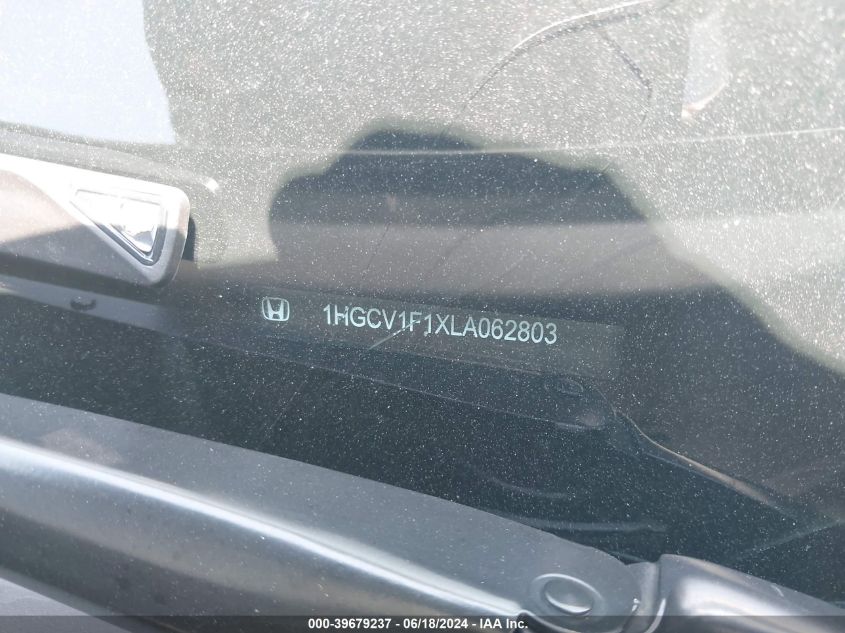 1HGCV1F1XLA062803
000-39679237 - 06/18/2024 - IAA Inc.